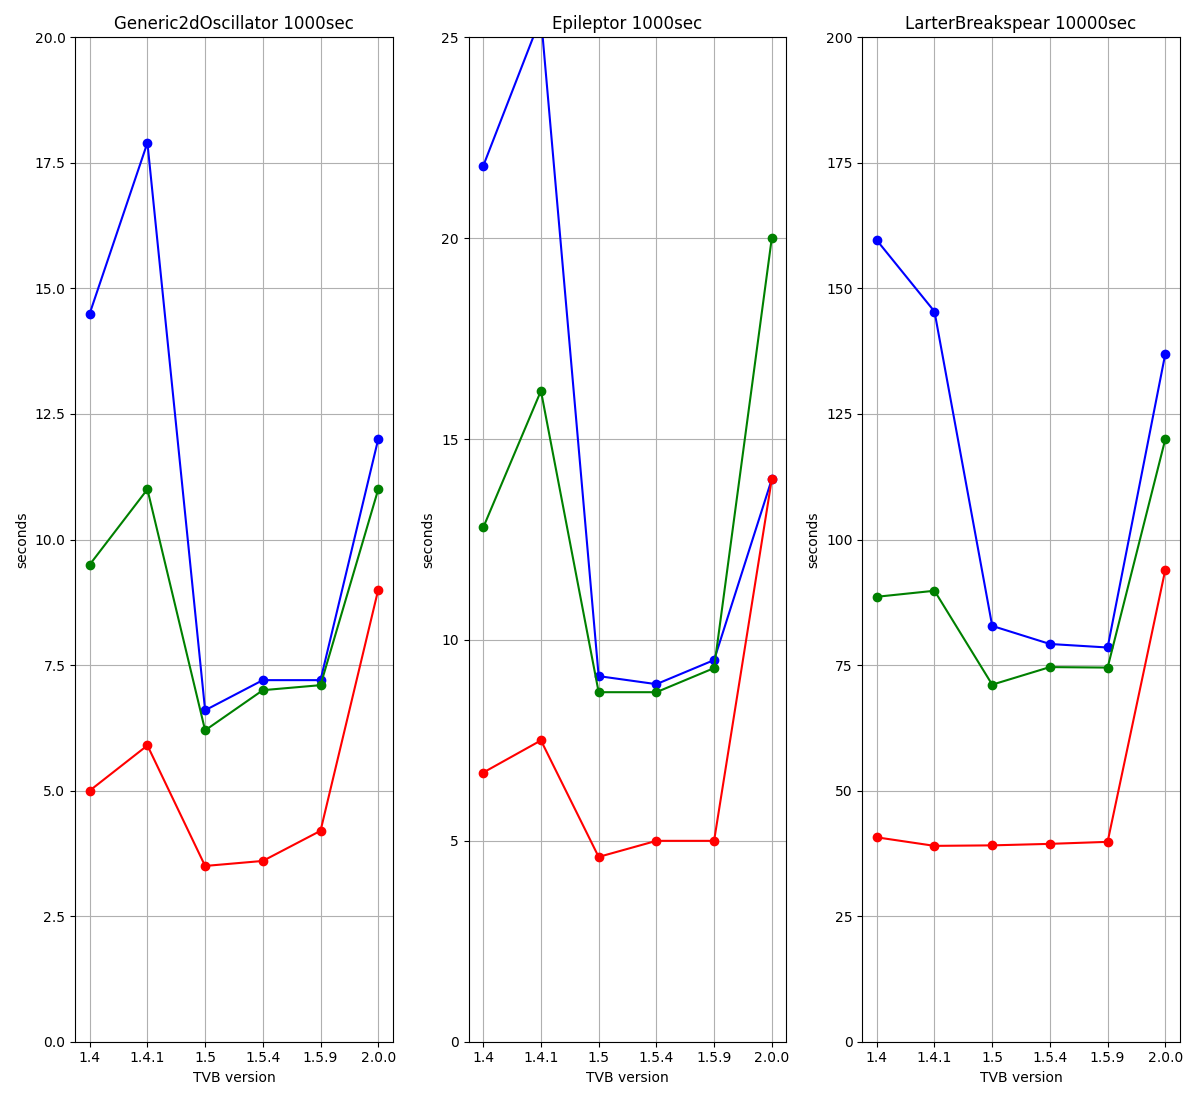 Generic2dOscillator 1000sec
20.0
17.5
15.0
12.5
10.0
7.5
5.0
2.5
0.0
seconds
1.4 1.4.1 1.5 1.5.4 1.5.9 2.0.0
TVB version
Epileptor 1000sec
25
20
15
10
5
0
seconds
1.4 1.4.1 1.5 1.5.4 1.5.9 2.0.0
TVB version
LarterBreakspear 10000sec
200
175
150
125
100
75
50
25
0
seconds
1.4 1.4.1 1.5 1.5.4 1.5.9 2.0.0
TVB version